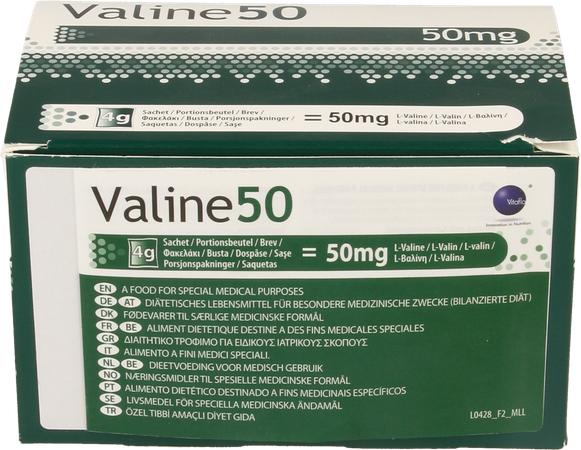 Valine50
50mg
4g
Sachet / Portionsbeutel / Brev /
Φακελάκι / Busta / Porsjonspakninger /
Saquetas / Dospåse / Saşe
= 50mg
L-Valine / L-Valin / L-Βαλίνη /
L-valina / L-Valina
Valine50
Vitaflo
Innovation in Nutrition
4g
Sachet / Portionsbeutel / Brev /
Φακελάκι / Busta / Dospåse / Saşe
Porsjonspakninger / Saquetas
= 50mg
L-Valine / L-Valin / L-valin /
L-Βαλίνη / L-Valina
EN A FOOD FOR SPECIAL MEDICAL PURPOSES
DE AT DIÄTETISCHES LEBENSMITTEL FÜR BESONDERE MEDIZINISCHE ZWECKE (BILANZIERTE DIÄT)
DK FØDEVARER TIL SÆRLIGE MEDICINSKE FORMÅL
FR BE ALIMENT DIETETIQUE DESTINE A DES FINS MEDICALES SPECIALES
GR ΔΙΑΙΤΗΤΙΚΟ ΤΡΟΦΙΜΟ ΓΙΑ ΕΙΔΙΚΟΥΣ ΙΑΤΡΙΚΟΥΣ ΣΚΟΠΟΥΣ
IT ALIMENTO A FINI MEDICI SPECIALI.
NL BE DIEETVOEDING VOOR MEDISCH GEBRUIK
NO NÆRINGSMIDLER TIL SPESIELLE MEDISINSKE FORMÅL
PT ALIMENTO DIETÉTICO DESTINADO A FINS MEDICINAIS ESPECÍFICOS
SE LIVSMEDEL FÖR SPECIELLA MEDICINSKA ÄNDAMÅL
TR ÖZEL TIBBİ AMAÇLI DİYET GIDA
L0428_F2_MLL